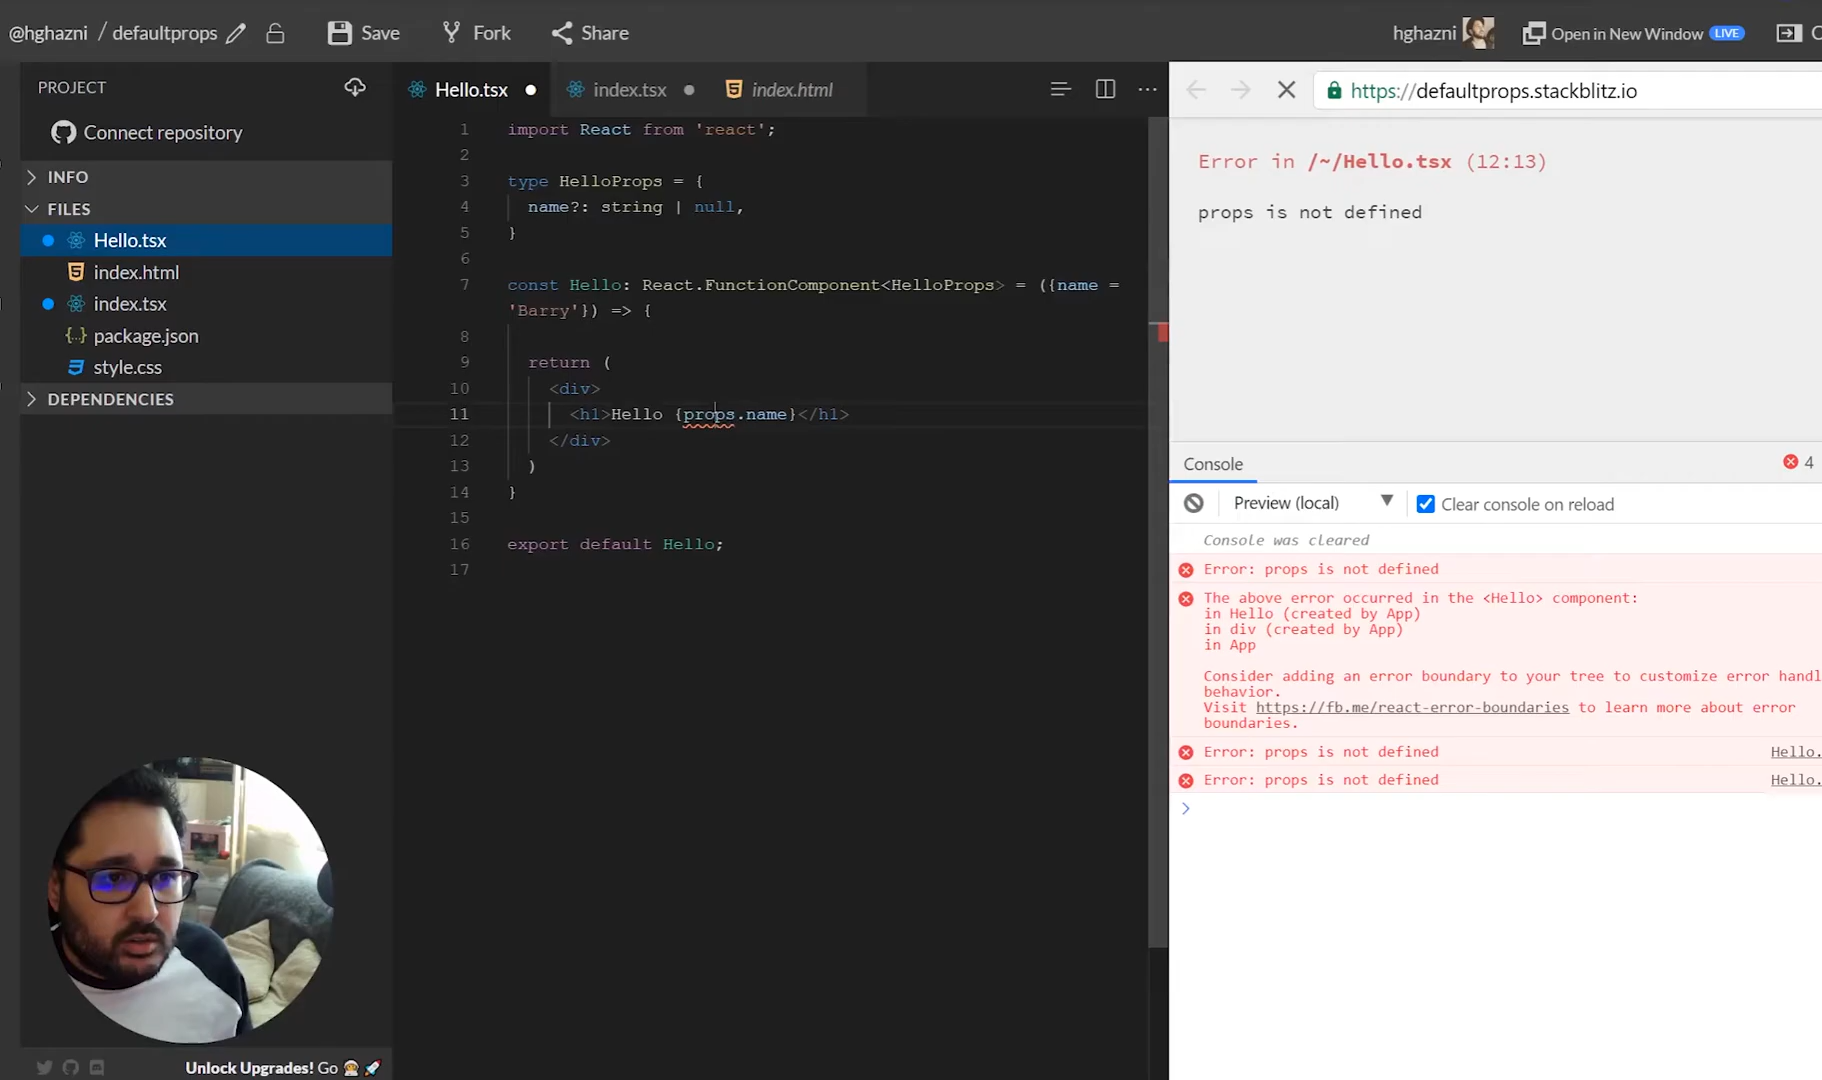 @hghazni / defaultprops
Save
Fork
Share
hghazni
Open in New Window LIVE
PROJECT
Connect repository
INFO
FILES
Hello.tsx
index.html
index.tsx
package.json
style.css
DEPENDENCIES
Unlock Upgrades! Go
Hello.tsx
index.tsx
index.html
1 import React from 'react';
2
3 type HelloProps = {
4 name?: string | null,
5 }
6
7 const Hello: React.FunctionComponent<HelloProps> = ({name =
'Barry'}) => {
8
9 return (
10 <div>
11 <h1>Hello {props.name}</h1>
12 </div>
13 )
14 }
15
16 export default Hello;
17
https://defaultprops.stackblitz.io
Error in /~/Hello.tsx (12:13)
props is not defined
Console
4
Preview (local)
Clear console on reload
Console was cleared
Error: props is not defined
The above error occurred in the <Hello> component:
in Hello (created by App)
in div (created by App)
in App
Consider adding an error boundary to your tree to customize error handl
behavior.
Visit https://fb.me/react-error-boundaries to learn more about error
boundaries.
Error: props is not defined Hello.
Error: props is not defined Hello.